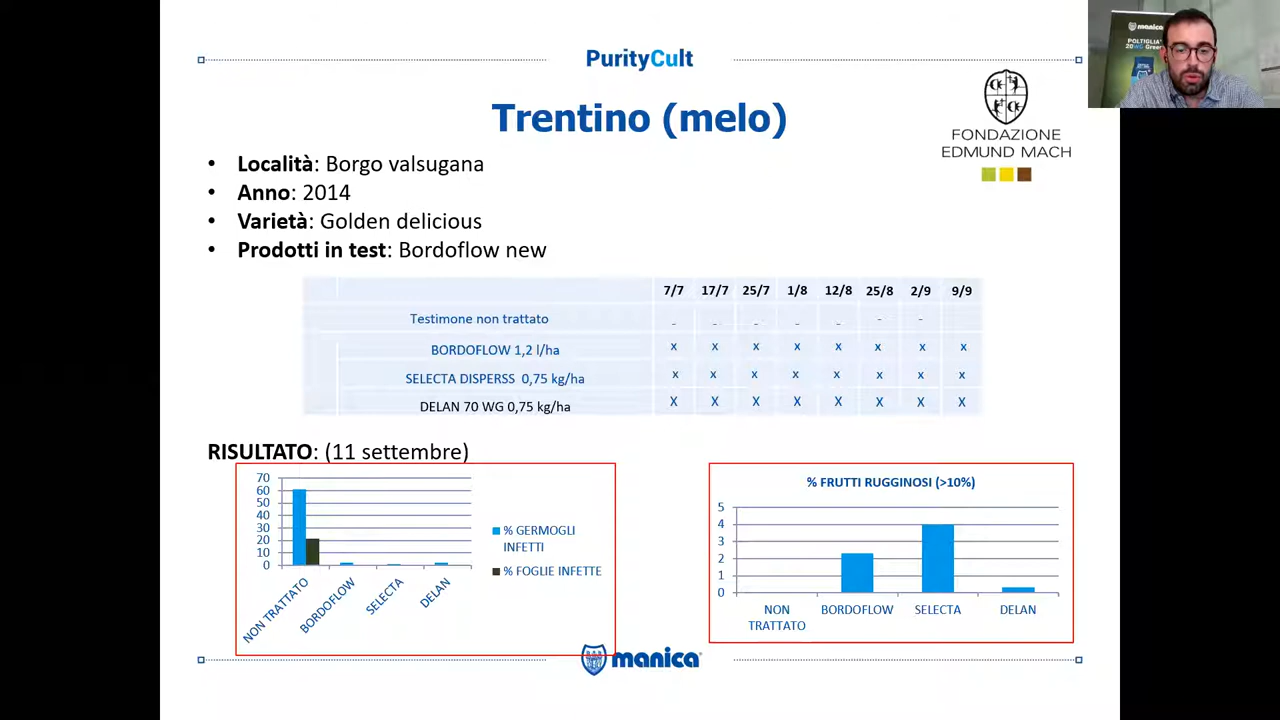 manica
POLTIGLIA
20WG Green
PurityCult
Trentino (melo)
FONDAZIONE
EDMUND MACH
• Località: Borgo valsugana
• Anno: 2014
• Varietà: Golden delicious
• Prodotti in test: Bordoflow new
7/7 17/7 25/7 1/8 12/8 25/8 2/9 9/9
Testimone non trattato - - - - - - -
BORDOFLOW 1,2 l/ha x x x x x x x x
SELECTA DISPERSS 0,75 kg/ha x x x x x x x x
DELAN 70 WG 0,75 kg/ha X X X X X X X X
RISULTATO: (11 settembre)
70
60
50
40
30
20
10
0
NON TRATTATO
BORDOFLOW
SELECTA
DELAN
% GERMOGLI
INFETTI
% FOGLIE INFETTE
% FRUTTI RUGGINOSI (>10%)
5
4
3
2
1
0
NON
TRATTATO
BORDOFLOW
SELECTA
DELAN
manica®